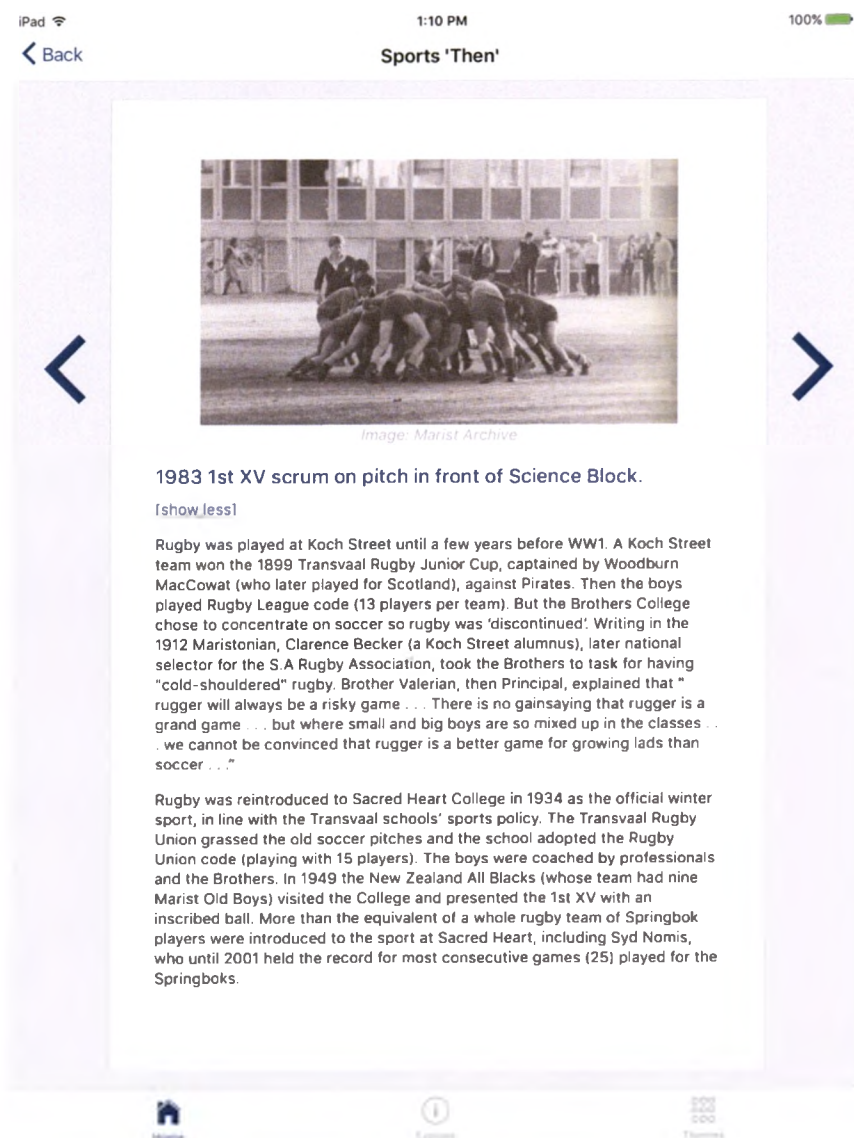 iPad
1:10 PM
100%
Back
Sports 'Then'
Image: Marist Archive
1983 1st XV scrum on pitch in front of Science Block.
[show less]
Rugby was played at Koch Street until a few years before WW1. A Koch Street
team won the 1899 Transvaal Rugby Junior Cup, captained by Woodburn
MacCowat (who later played for Scotland), against Pirates. Then the boys
played Rugby League code (13 players per team). But the Brothers College
chose to concentrate on soccer so rugby was 'discontinued'. Writing in the
1912 Maristonian, Clarence Becker (a Koch Street alumnus), later national
selector for the S.A Rugby Association, took the Brothers to task for having
"cold-shouldered" rugby. Brother Valerian, then Principal, explained that "
rugger will always be a risky game . . . There is no gainsaying that rugger is a
grand game . . . but where small and big boys are so mixed up in the classes . .
. we cannot be convinced that rugger is a better game for growing lads than
soccer . . ."
Rugby was reintroduced to Sacred Heart College in 1934 as the official winter
sport, in line with the Transvaal schools' sports policy. The Transvaal Rugby
Union grassed the old soccer pitches and the school adopted the Rugby
Union code (playing with 15 players). The boys were coached by professionals
and the Brothers. In 1949 the New Zealand All Blacks (whose team had nine
Marist Old Boys) visited the College and presented the 1st XV with an
inscribed ball. More than the equivalent of a whole rugby team of Springbok
players were introduced to the sport at Sacred Heart, including Syd Nomis,
who until 2001 held the record for most consecutive games (25) played for the
Springboks.
Home
Themes